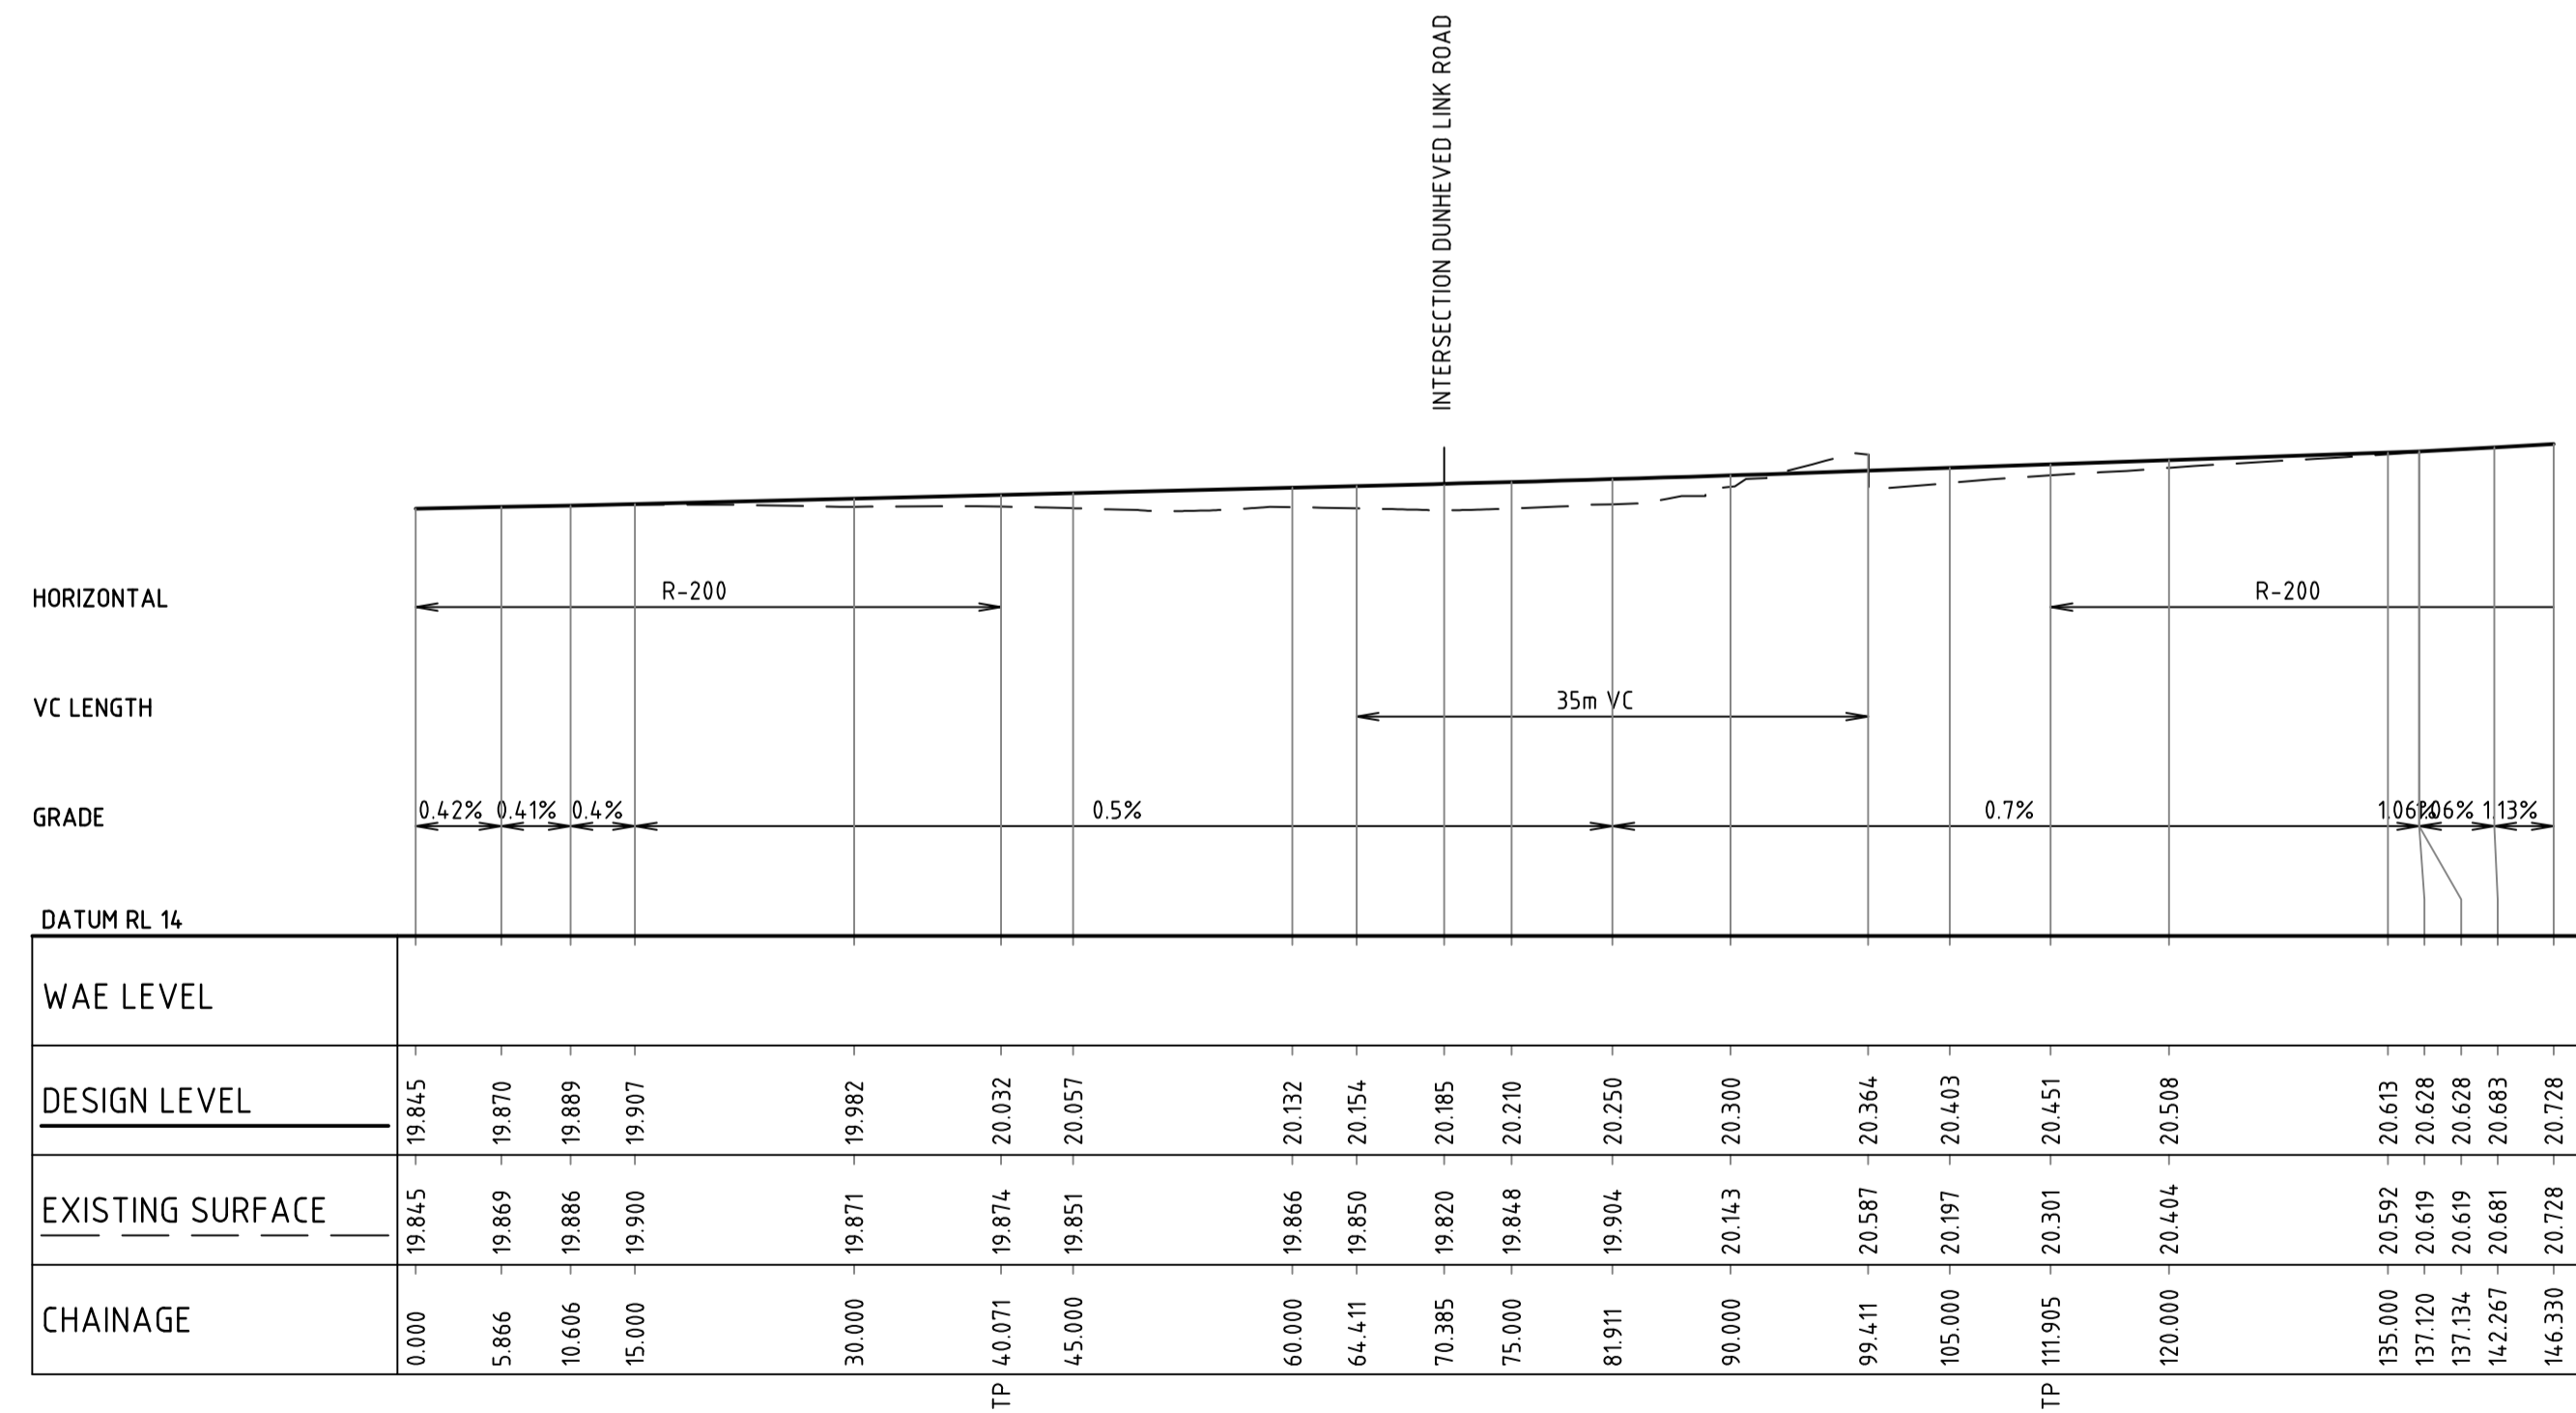 INTERSECTION DUNHEVED LINK ROAD
HORIZONTAL
R-200
R-200
VC LENGTH
35m VC
GRADE
0.42% 0.41% 0.4% 0.5% 0.7% 1.06% 1.06% 1.13%
DATUM RL 14
WAE LEVEL
DESIGN LEVEL
19.845 19.870 19.889 19.907 19.982 20.032 20.057 20.132 20.154 20.185 20.210 20.250 20.300 20.364 20.403 20.451 20.508 20.613 20.628 20.628 20.683 20.728
EXISTING SURFACE
19.845 19.869 19.886 19.900 19.871 19.874 19.851 19.866 19.850 19.820 19.848 19.904 20.143 20.587 20.197 20.301 20.404 20.592 20.619 20.619 20.681 20.728
CHAINAGE
0.000 5.866 10.606 15.000 30.000 40.071 45.000 60.000 64.411 70.385 75.000 81.911 90.000 99.411 105.000 111.905 120.000 135.000 137.120 137.134 142.267 146.330
TP
TP